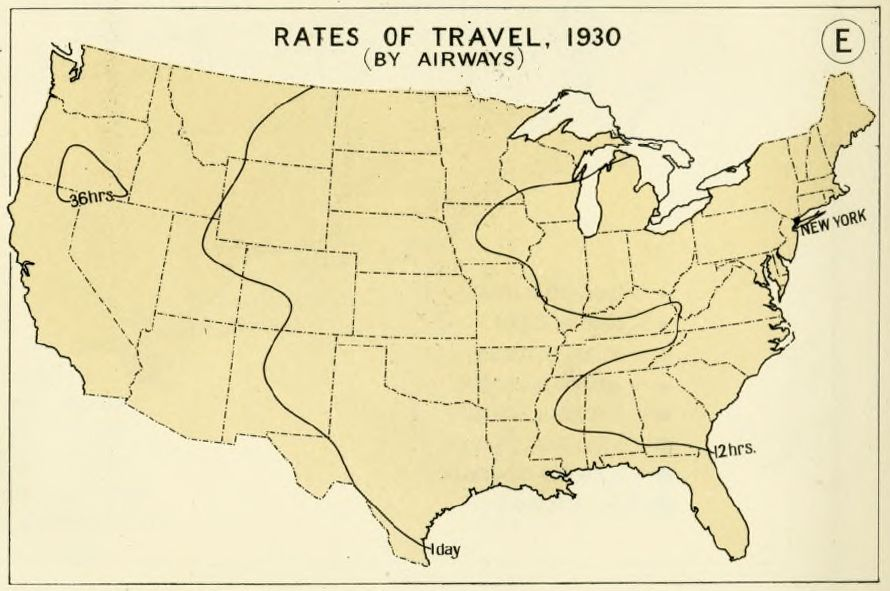 RATES OF TRAVEL, 1930
(BY AIRWAYS)
E
36hrs.
NEW YORK
12hrs.
1day